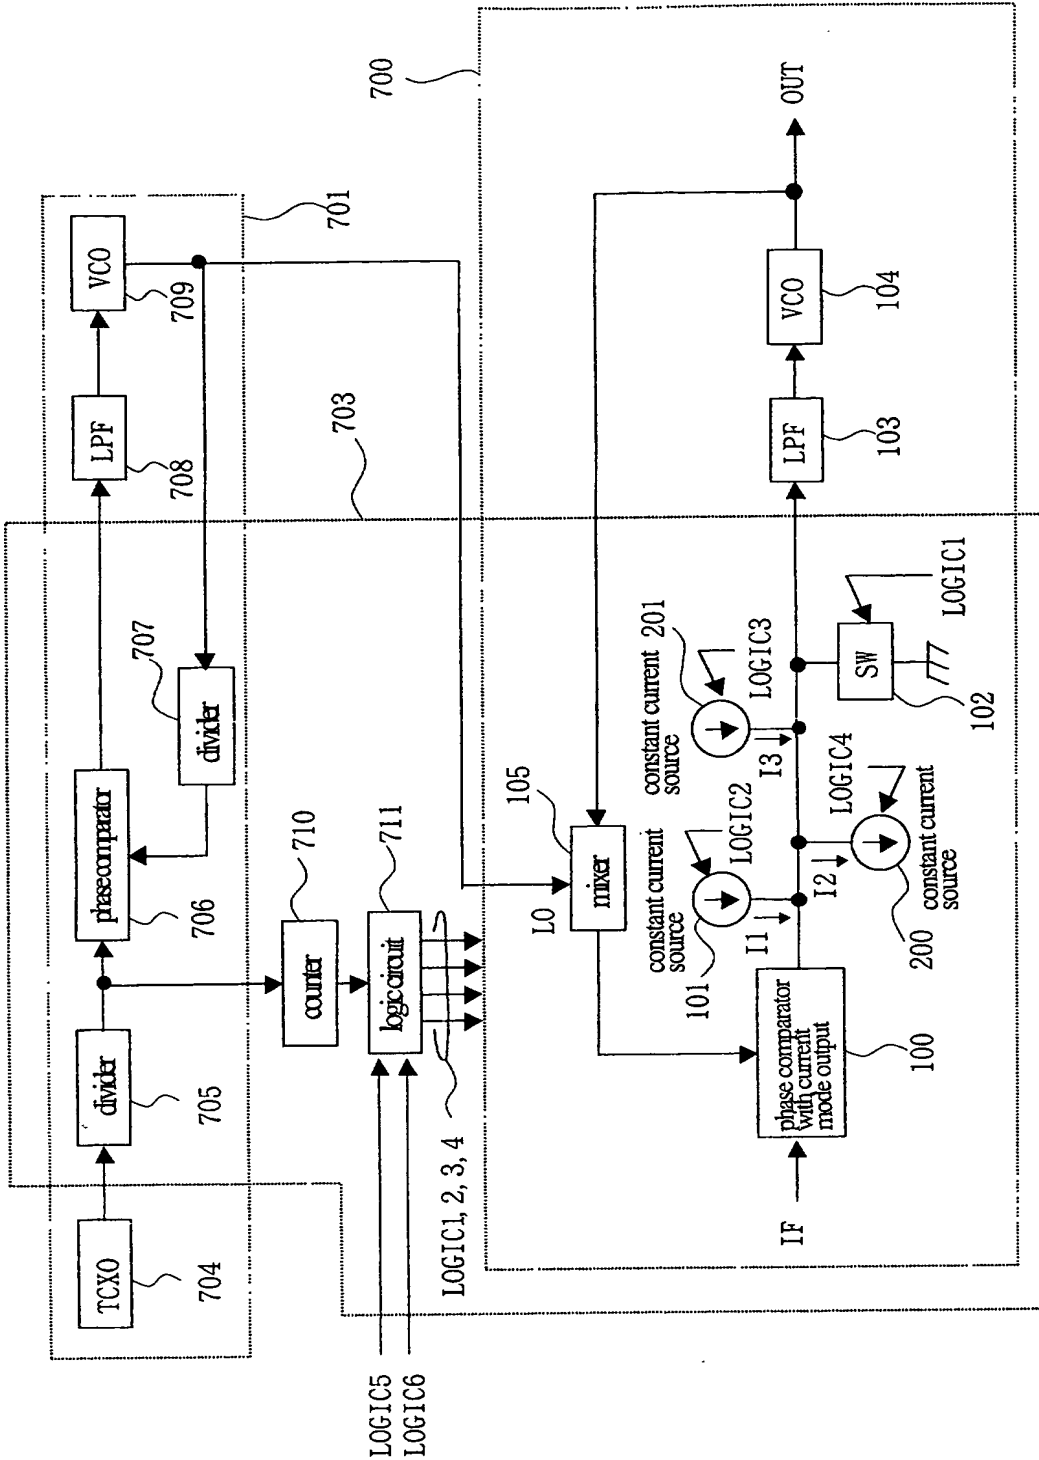 TCXO
704
divider
705
phase comparator
706
divider
707
LPF
708
VCO
709
701
703
700
counter
710
logic circuit
711
LOGIC5
LOGIC6
LOGIC1, 2, 3, 4
LO
mixer
105
IF
phase comparator
with current
mode output
100
constant current
source
101
LOGIC2
I1
constant current
source
201
LOGIC3
I3
I2
LOGIC4
200
constant current
source
SW
102
LOGIC1
LPF
103
VCO
104
OUT